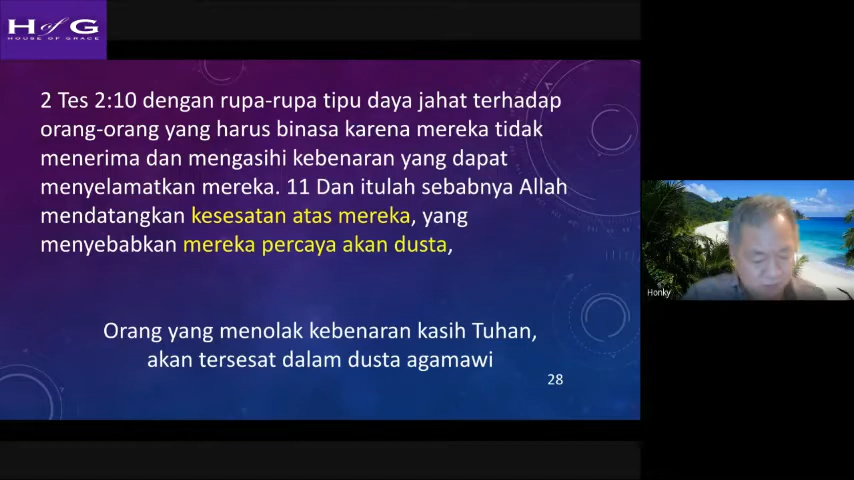 H of G
HOUSE OF GRACE
2 Tes 2:10 dengan rupa-rupa tipu daya jahat terhadap
orang-orang yang harus binasa karena mereka tidak
menerima dan mengasihi kebenaran yang dapat
menyelamatkan mereka. 11 Dan itulah sebabnya Allah
mendatangkan kesesatan atas mereka, yang
menyebabkan mereka percaya akan dusta,
Orang yang menolak kebenaran kasih Tuhan,
akan tersesat dalam dusta agamawi
28
Honky